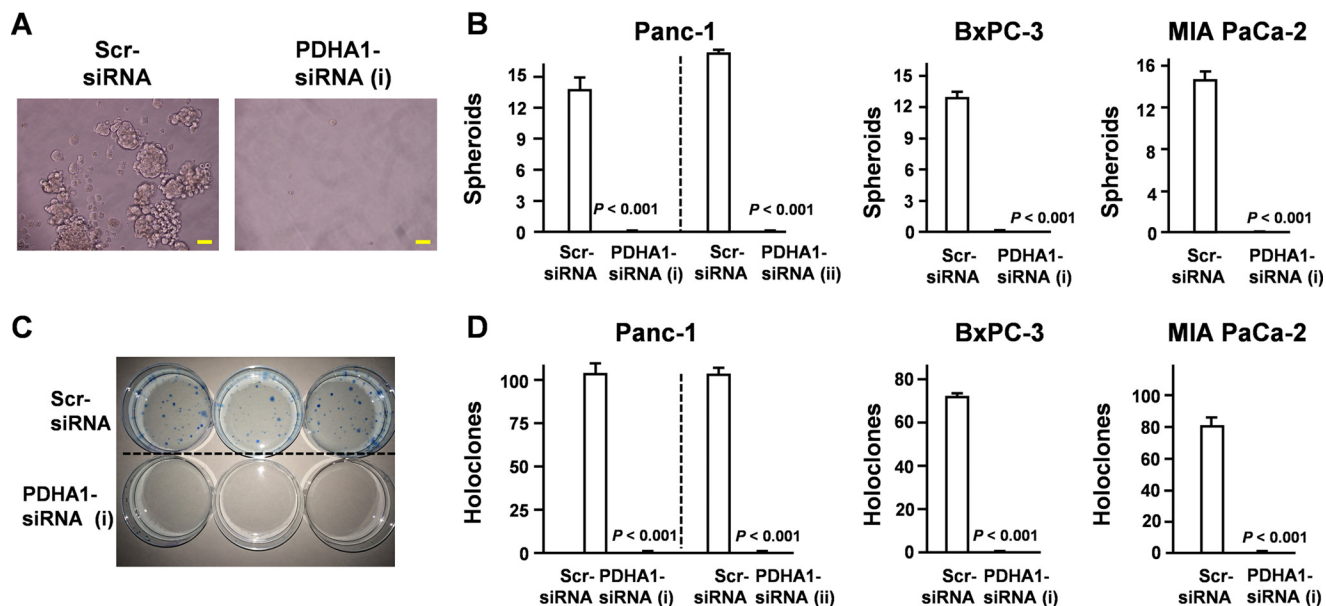 A
Scr-
siRNA
PDHA1-
siRNA (i)
B
Panc-1
Spheroids
15
12
9
6
3
0
P < 0.001
P < 0.001
Scr-
siRNA
PDHA1-
siRNA (i)
Scr-
siRNA
PDHA1-
siRNA (ii)
BxPC-3
Spheroids
15
12
9
6
3
0
P < 0.001
Scr-
siRNA
PDHA1-
siRNA (i)
MIA PaCa-2
Spheroids
16
12
8
4
0
P < 0.001
Scr-
siRNA
PDHA1-
siRNA (i)
C
Scr-
siRNA
PDHA1-
siRNA (i)
D
Panc-1
Holoclones
100
75
50
25
0
P < 0.001
P < 0.001
Scr-
siRNA
PDHA1-
siRNA (i)
Scr-
siRNA
PDHA1-
siRNA (ii)
BxPC-3
Holoclones
80
60
40
20
0
P < 0.001
Scr-
siRNA
PDHA1-
siRNA (i)
MIA PaCa-2
Holoclones
100
80
60
40
20
0
P < 0.001
Scr-
siRNA
PDHA1-
siRNA (i)